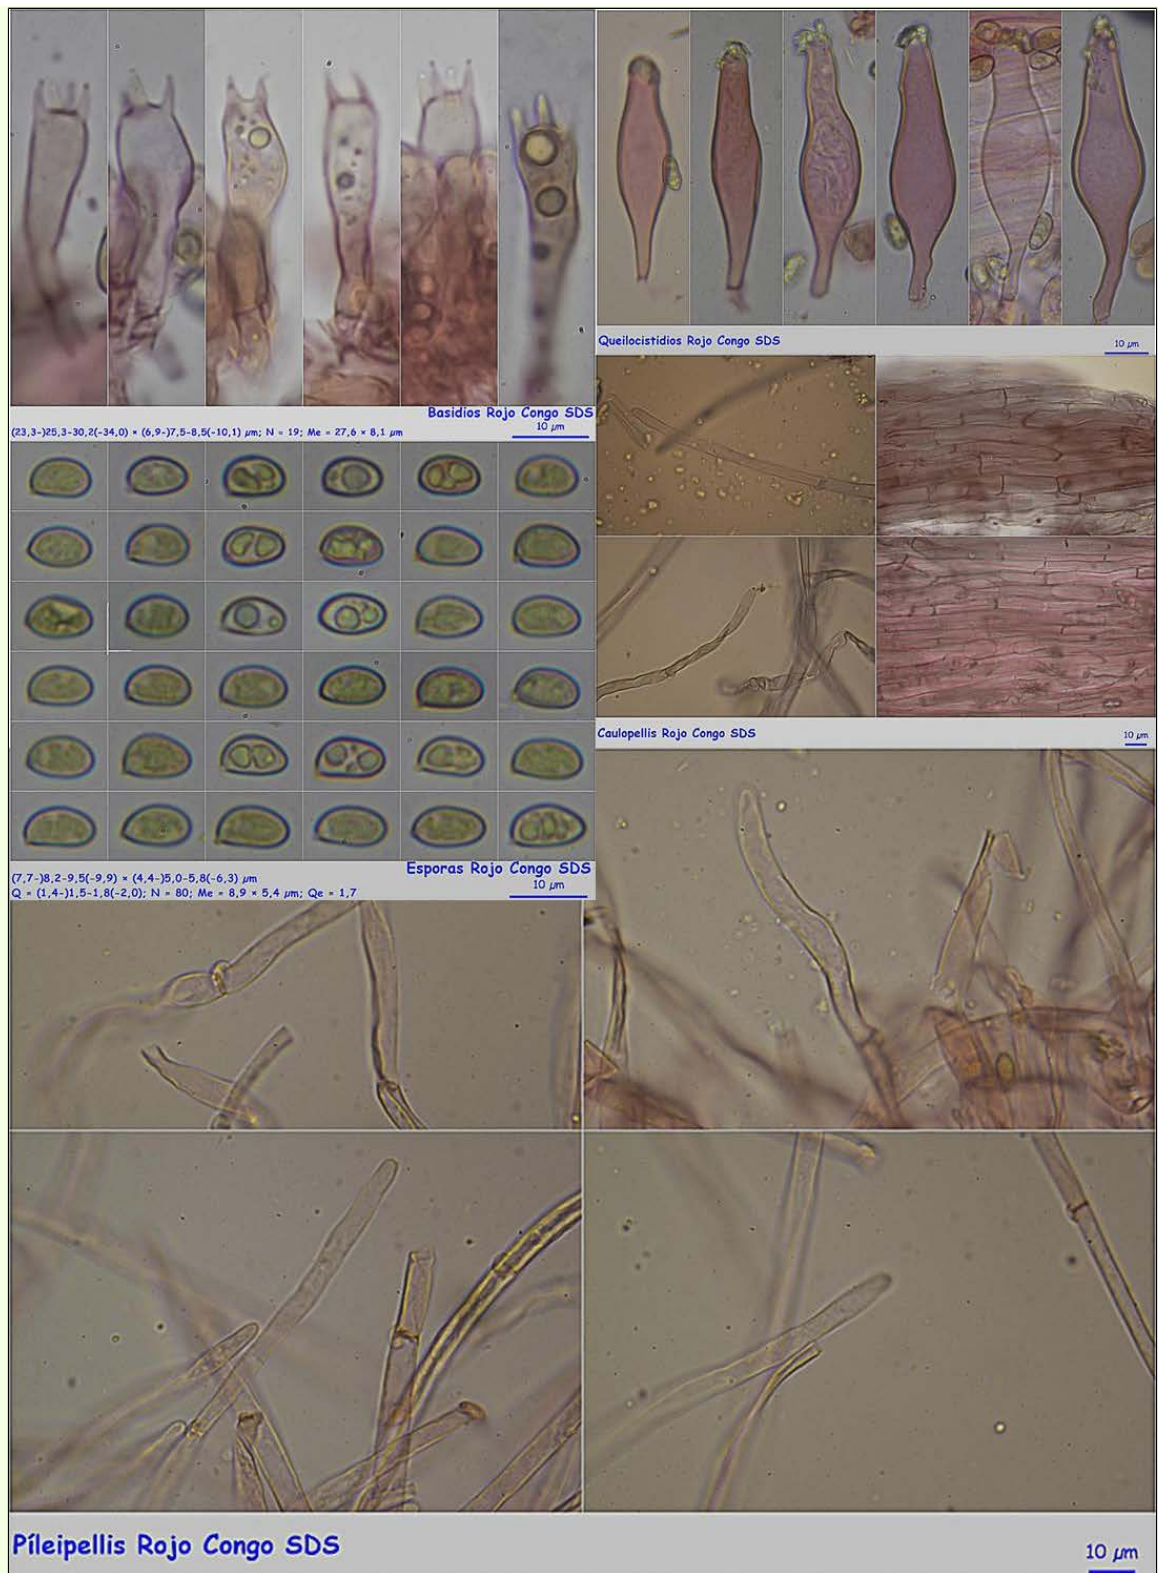 Queilocistidios Rojo Congo SDS
10 µm
Basidios Rojo Congo SDS
(23,3-)25,3-30,2(-34,0) × (6,9-)7,5-8,5(-10,1) µm; N = 19; Me = 27,6 × 8,1 µm
10 µm
Caulopellis Rojo Congo SDS
10 µm
Esporas Rojo Congo SDS
(7,7-)8,2-9,5(-9,9) × (4,4-)5,0-5,8(-6,3) µm
Q = (1,4-)1,5-1,8(-2,0); N = 80; Me = 8,9 × 5,4 µm; Qe = 1,7
10 µm
Píleipellis Rojo Congo SDS
10 µm